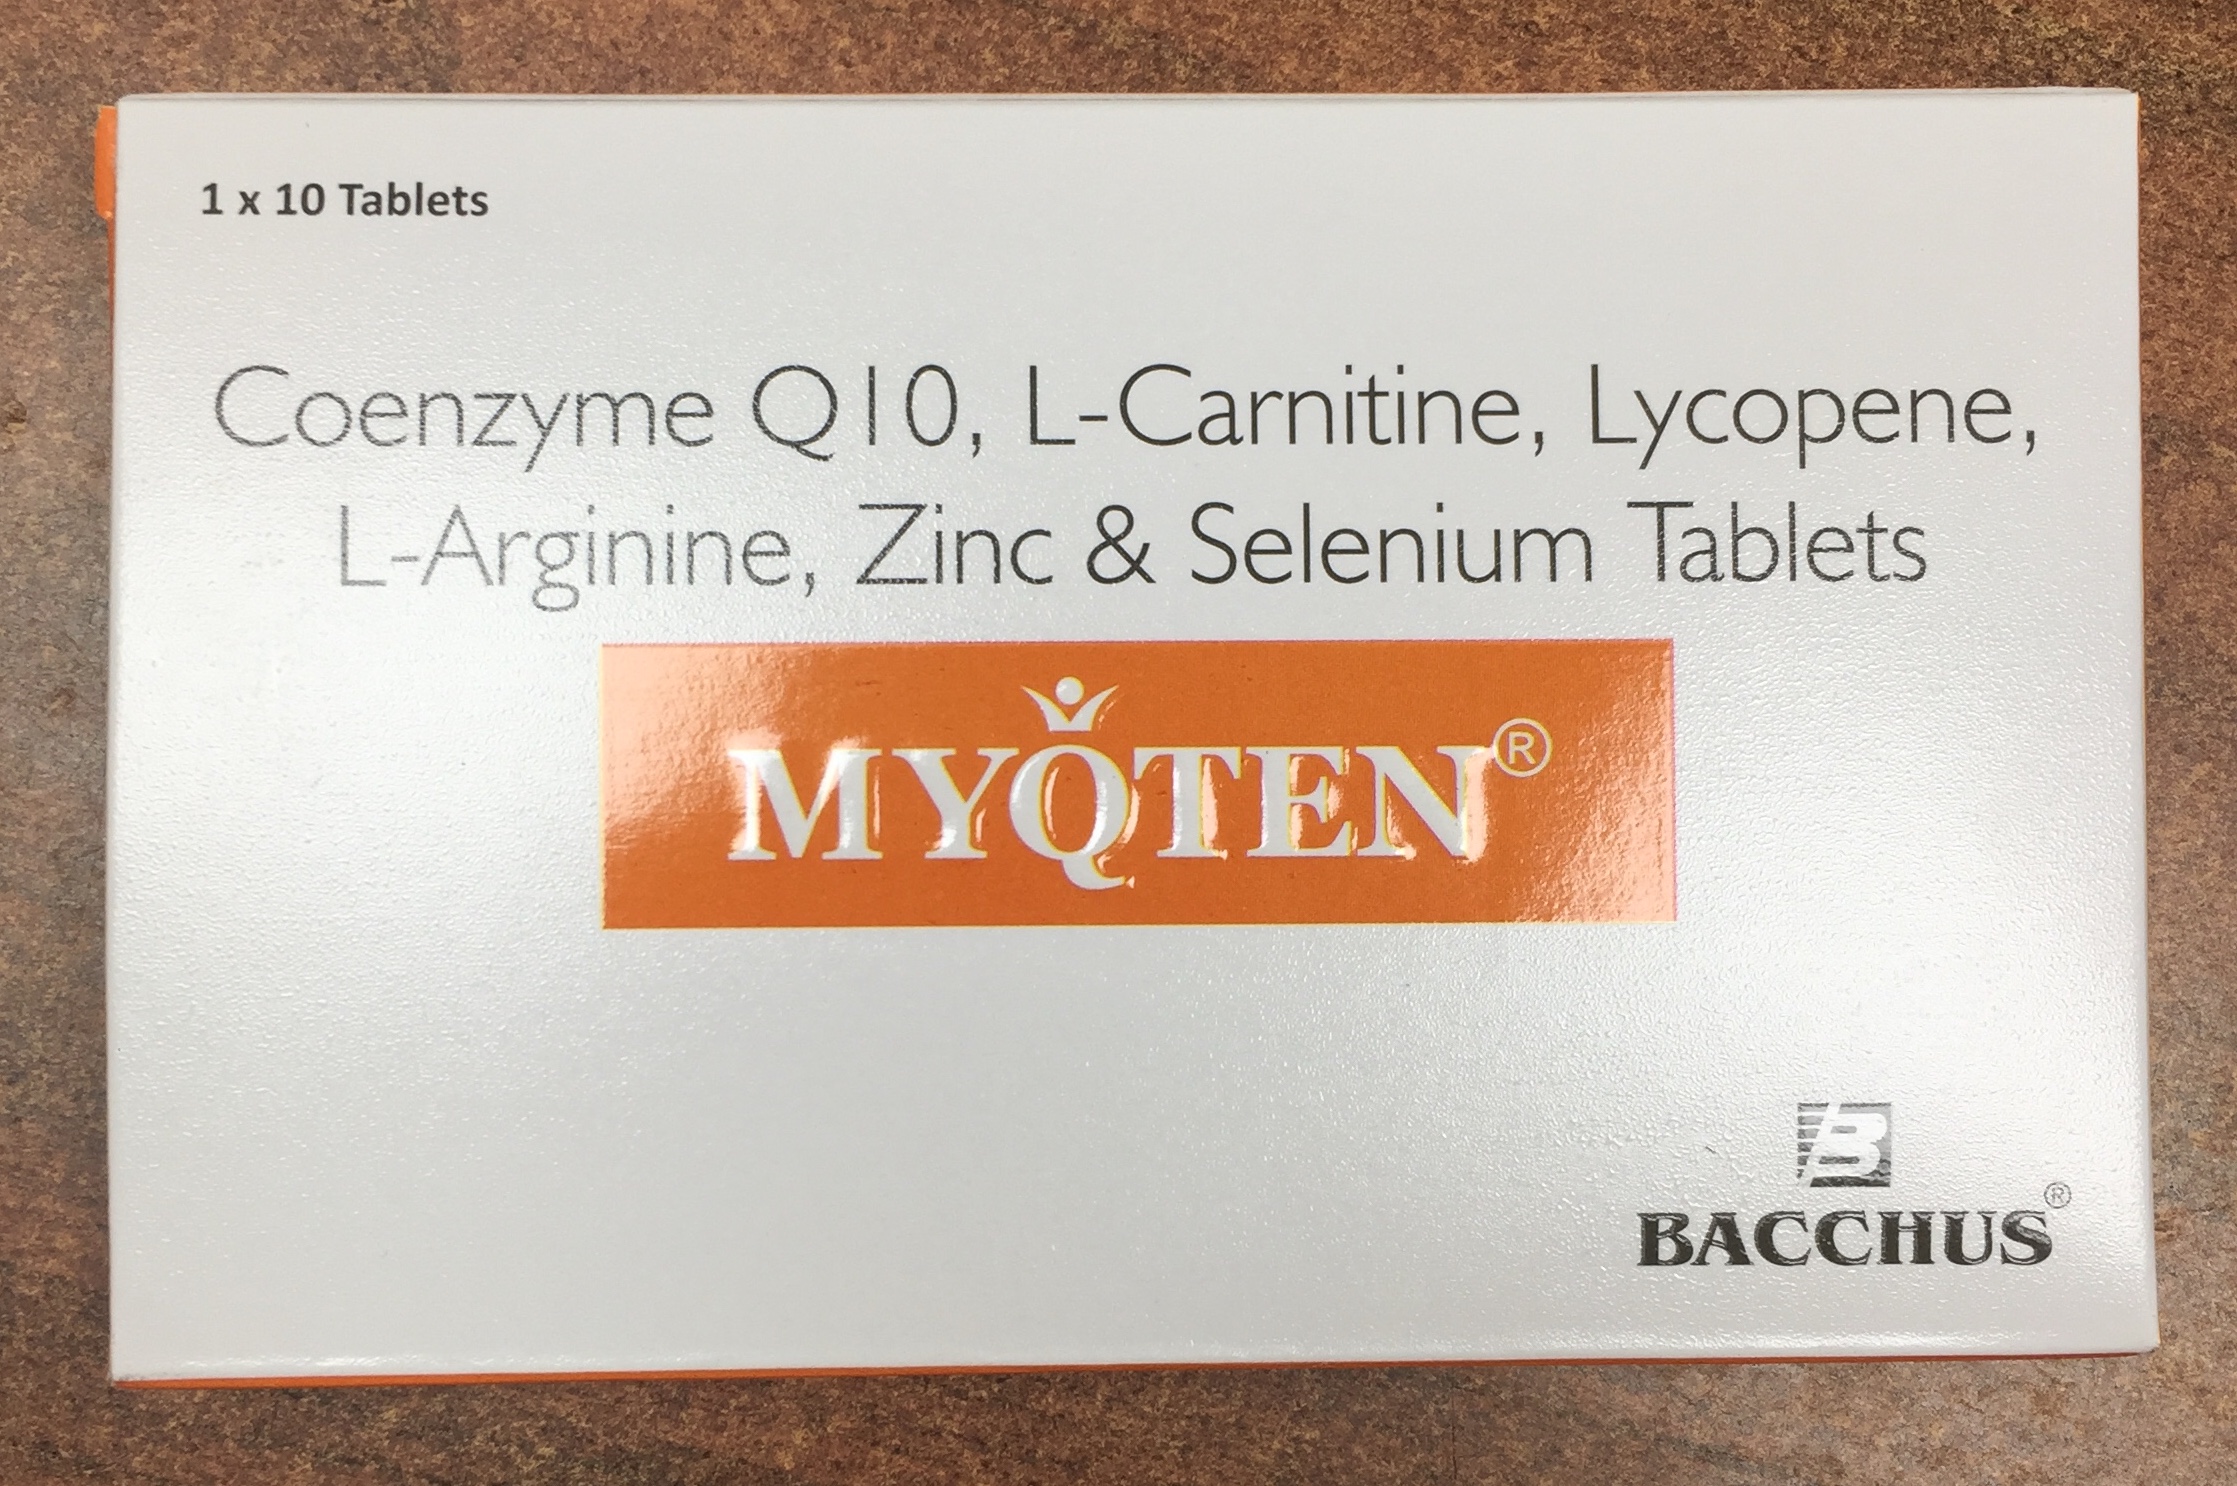 1 x 10 Tablets
Coenzyme Q10, L-Carnitine, Lycopene,
L-Arginine, Zinc & Selenium Tablets
MYQTEN®
B
BACCHUS®